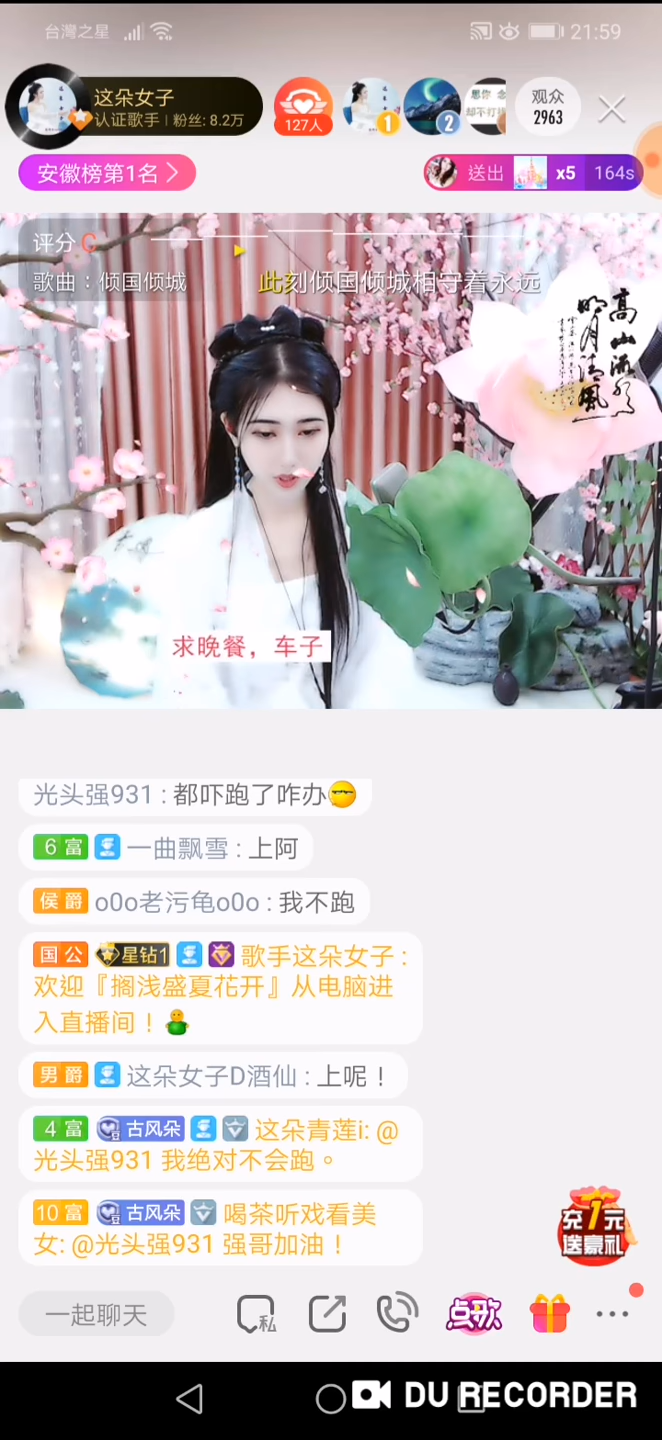 台灣之星
21:59
这朵女子
认证歌手 | 粉丝: 8.2万
127人
1
2
观众
2963
安徽榜第1名
送出 x5 164s
评分 C
歌曲：倾国倾城
此刻倾国倾城相守着永远
高山流水
明月清風
求晚餐，车子
光头强931 : 都吓跑了咋办
6 富 一曲飘雪 : 上阿
侯爵 o0o老污龟o0o : 我不跑
国公 星钻1 歌手这朵女子 :
欢迎『搁浅盛夏花开』从电脑进
入直播间！
男爵 这朵女子D酒仙 : 上呢！
4 富 古风朵 这朵青莲i: @
光头强931 我绝对不会跑。
10 富 古风朵 喝茶听戏看美
女: @光头强931 强哥加油！
充1元
送豪礼
一起聊天
私
点歌
DU RECORDER